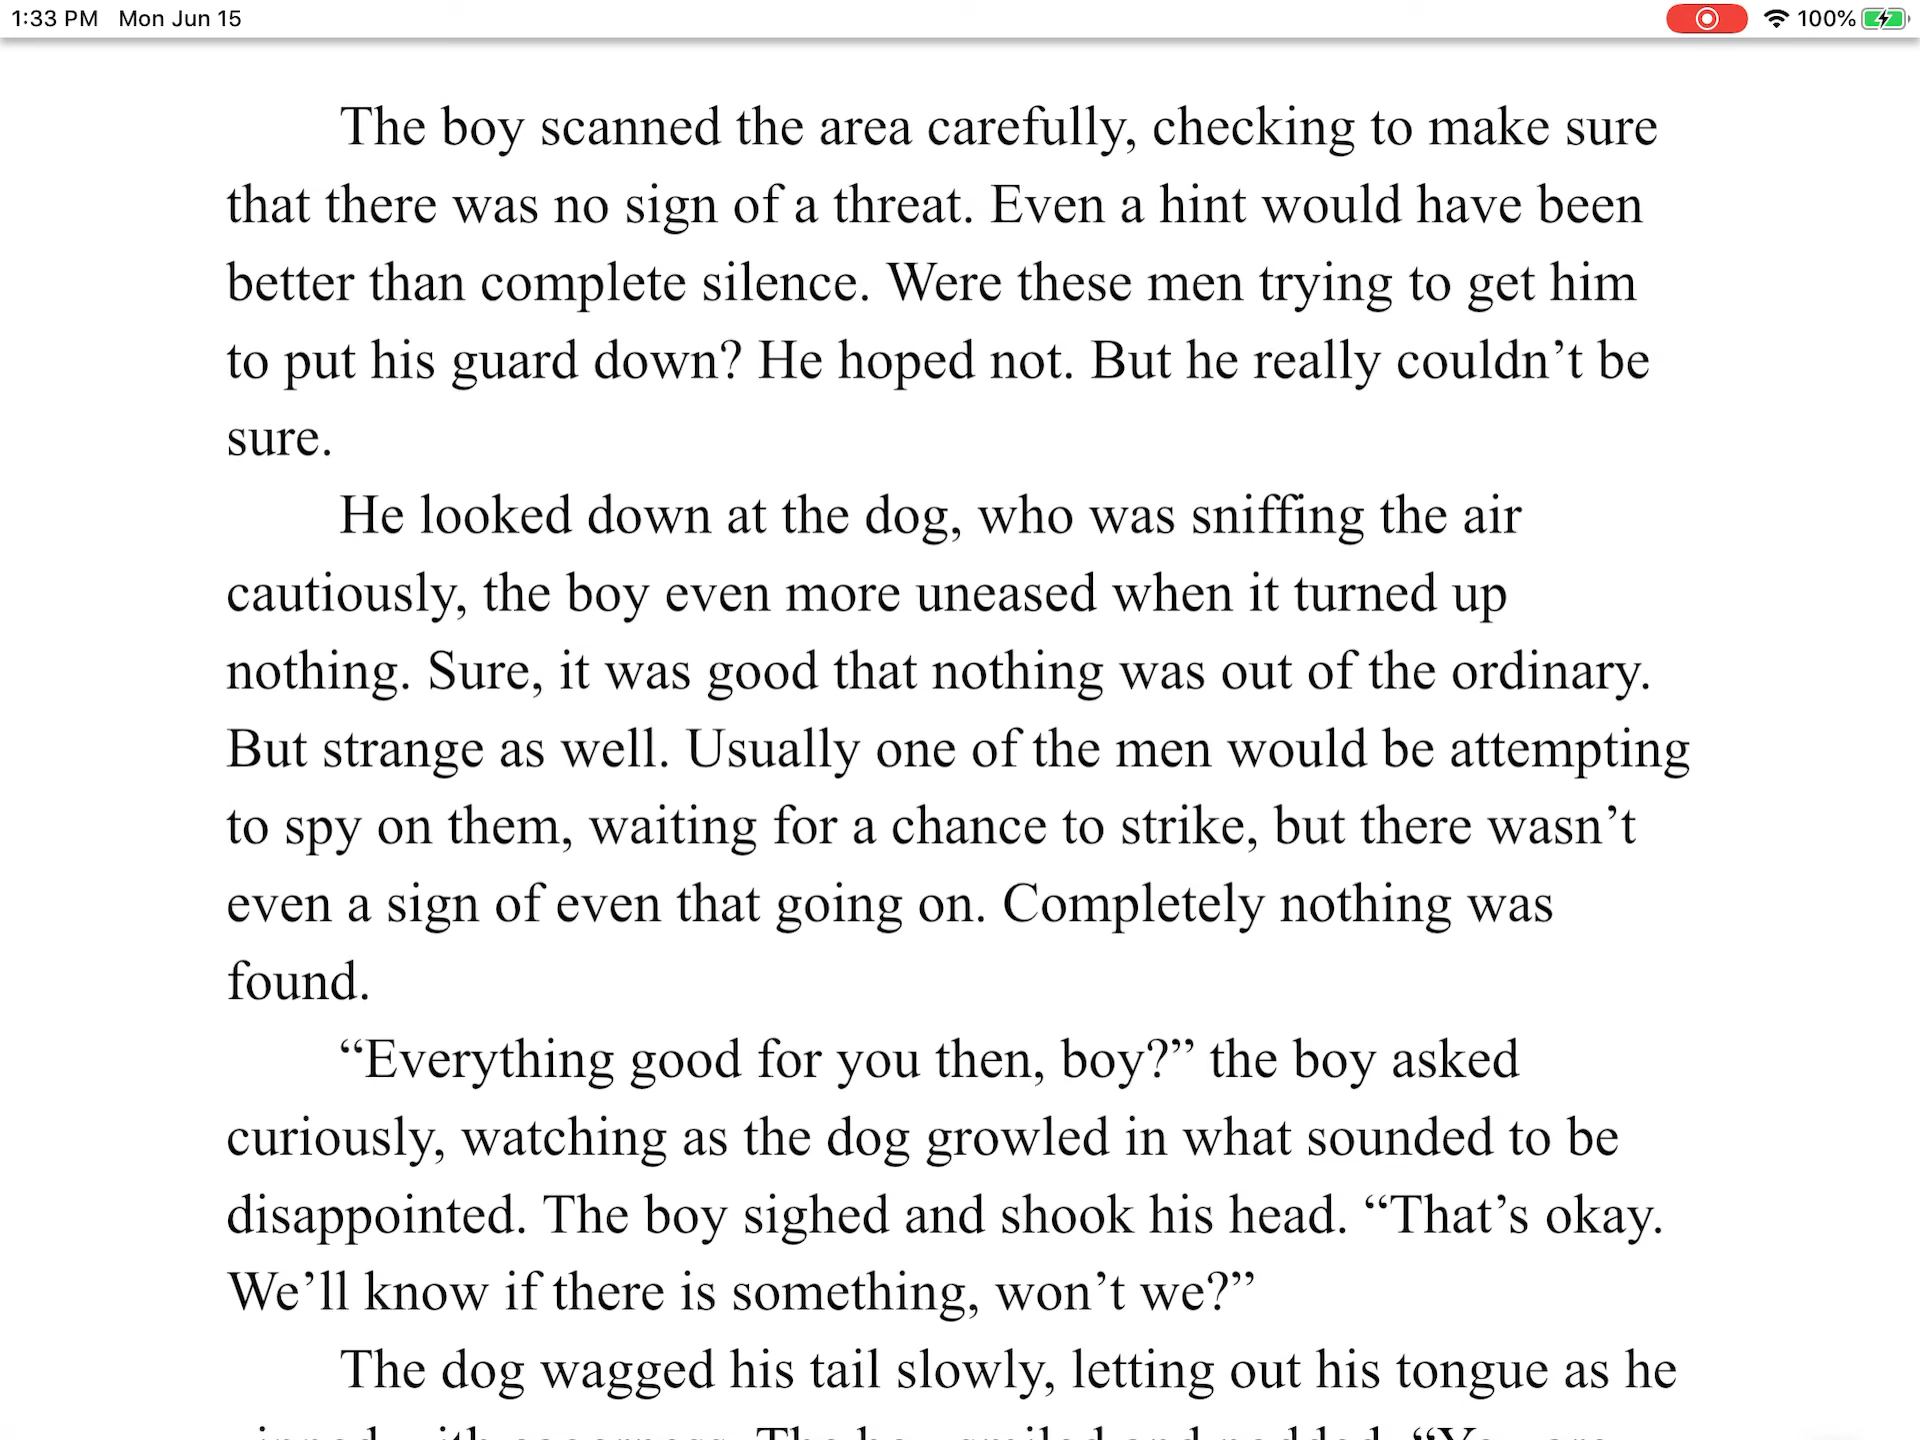 1:33 PM Mon Jun 15 100%
The boy scanned the area carefully, checking to make sure
that there was no sign of a threat. Even a hint would have been
better than complete silence. Were these men trying to get him
to put his guard down? He hoped not. But he really couldn’t be
sure.
He looked down at the dog, who was sniffing the air
cautiously, the boy even more uneased when it turned up
nothing. Sure, it was good that nothing was out of the ordinary.
But strange as well. Usually one of the men would be attempting
to spy on them, waiting for a chance to strike, but there wasn’t
even a sign of even that going on. Completely nothing was
found.
“Everything good for you then, boy?” the boy asked
curiously, watching as the dog growled in what sounded to be
disappointed. The boy sighed and shook his head. “That’s okay.
We’ll know if there is something, won’t we?”
The dog wagged his tail slowly, letting out his tongue as he
with eagerness. The boy smiled and nodded. “You are